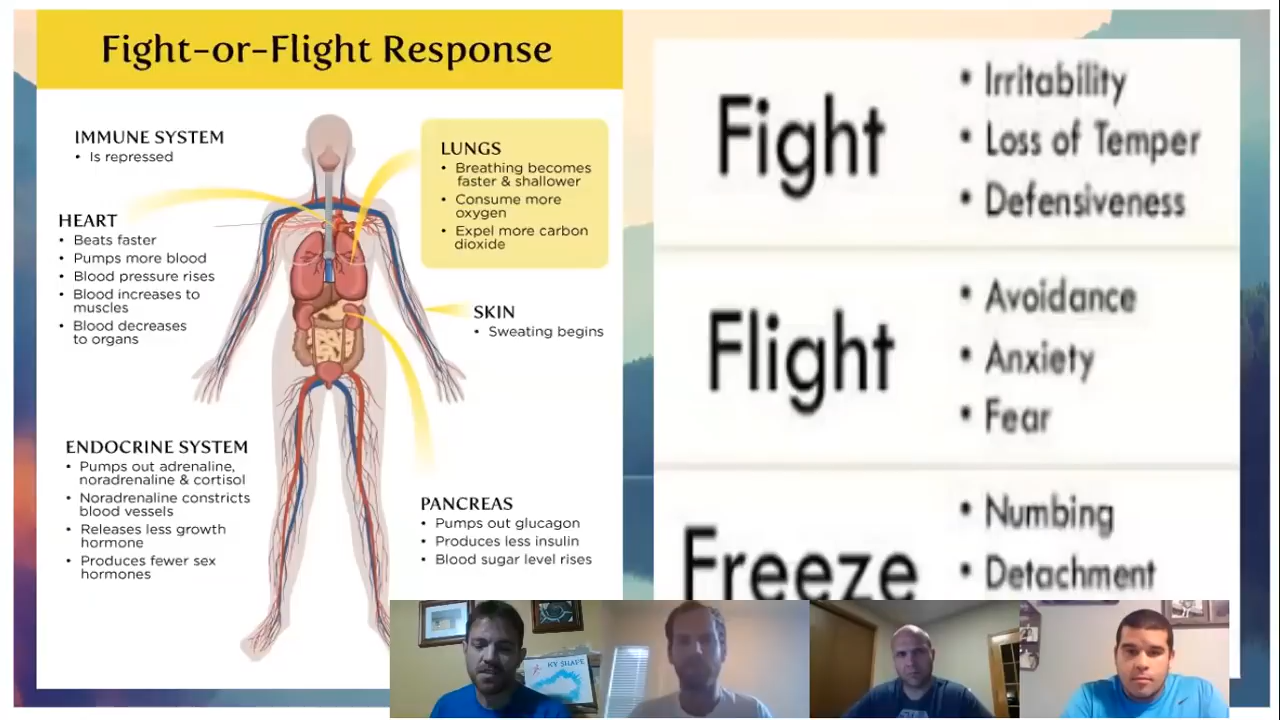 Fight-or-Flight Response
IMMUNE SYSTEM
• Is repressed
HEART
• Beats faster
• Pumps more blood
• Blood pressure rises
• Blood increases to
muscles
• Blood decreases
to organs
ENDOCRINE SYSTEM
• Pumps out adrenaline,
noradrenaline & cortisol
• Noradrenaline constricts
blood vessels
• Releases less growth
hormone
• Produces fewer sex
hormones
LUNGS
• Breathing becomes
faster & shallower
• Consume more
oxygen
• Expel more carbon
dioxide
SKIN
• Sweating begins
PANCREAS
• Pumps out glucagon
• Produces less insulin
• Blood sugar level rises
Fight
• Irritability
• Loss of Temper
• Defensiveness
Flight
• Avoidance
• Anxiety
• Fear
Freeze
• Numbing
• Detachment
KY SHAPE